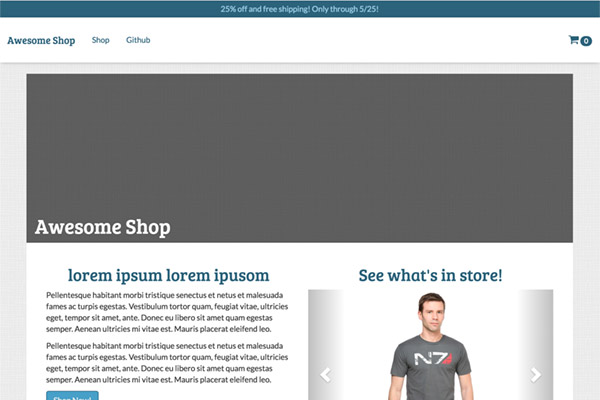 25% off and free shipping! Only through 5/25!
Awesome Shop
Shop
Github
0
Awesome Shop
lorem ipsum lorem ipusom
Pellentesque habitant morbi tristique senectus et netus et malesuada
fames ac turpis egestas. Vestibulum tortor quam, feugiat vitae, ultricies
eget, tempor sit amet, ante. Donec eu libero sit amet quam egestas
semper. Aenean ultricies mi vitae est. Mauris placerat eleifend leo.
Pellentesque habitant morbi tristique senectus et netus et malesuada
fames ac turpis egestas. Vestibulum tortor quam, feugiat vitae, ultricies
eget, tempor sit amet, ante. Donec eu libero sit amet quam egestas
semper. Aenean ultricies mi vitae est. Mauris placerat eleifend leo.
Shop Now!
See what's in store!
N7